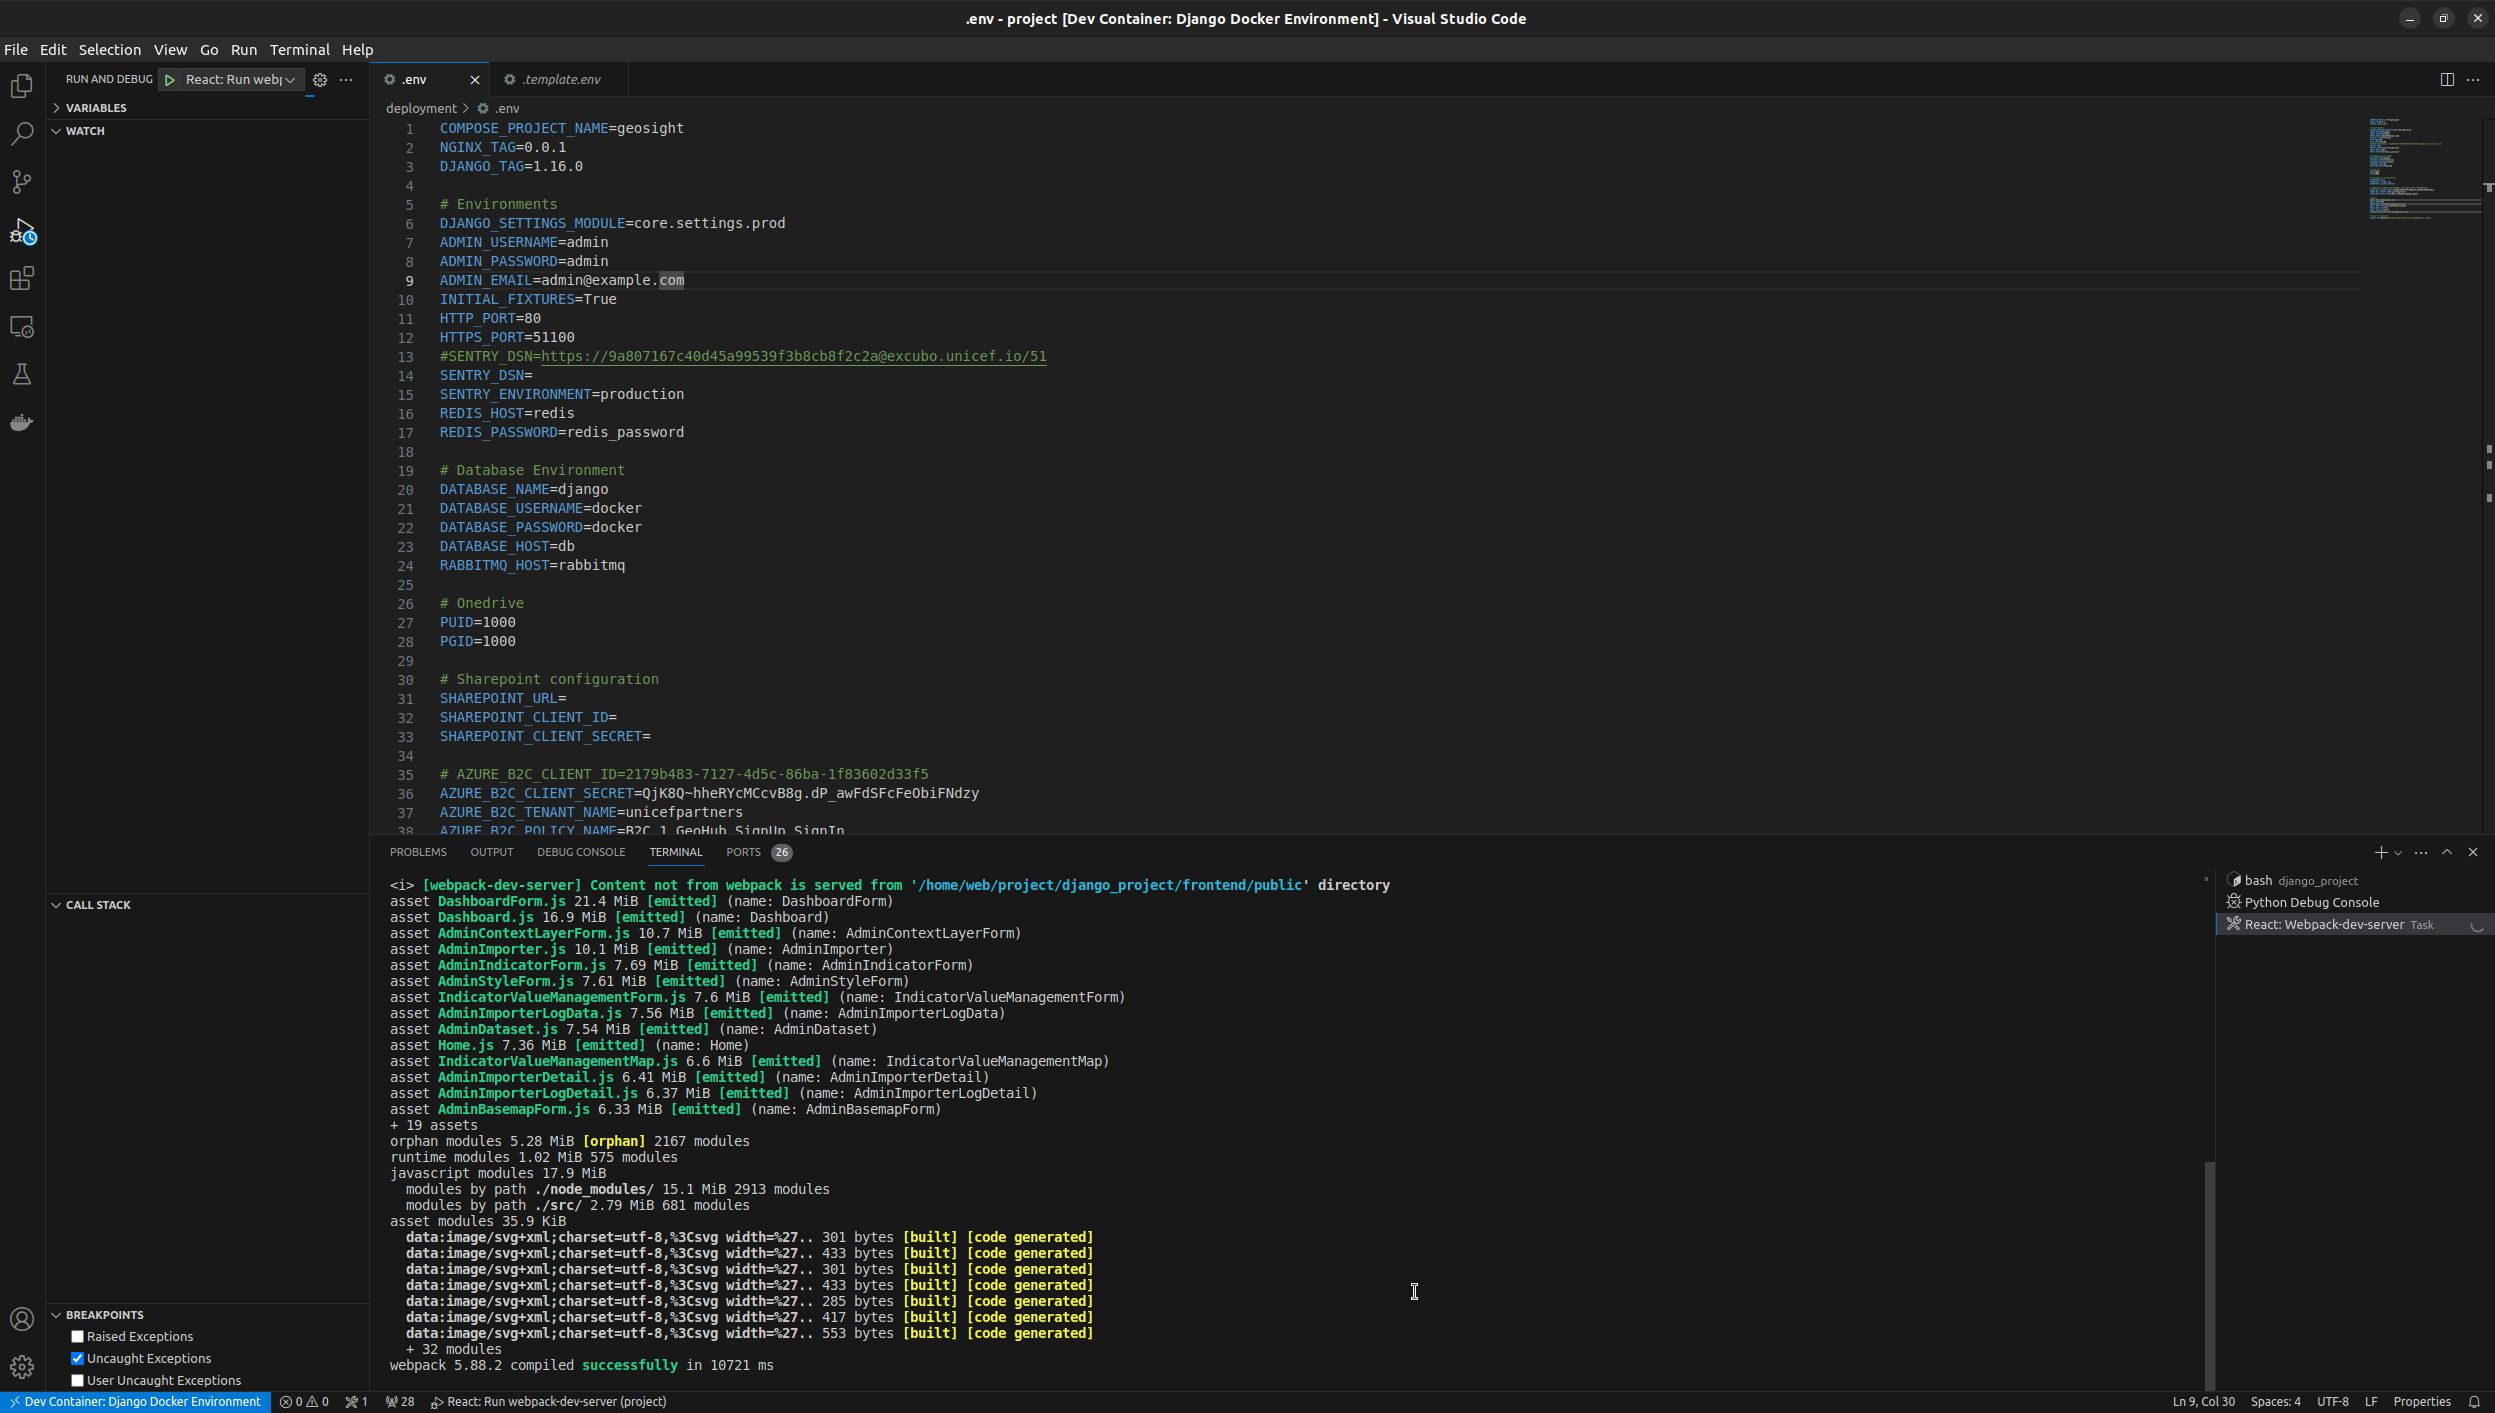 .env - project [Dev Container: Django Docker Environment] - Visual Studio Code
File Edit Selection View Go Run Terminal Help
RUN AND DEBUG React: Run web
.env
.template.env
VARIABLES
WATCH
deployment > .env
1 COMPOSE_PROJECT_NAME=geosight
2 NGINX_TAG=0.0.1
3 DJANGO_TAG=1.16.0
4
5 # Environments
6 DJANGO_SETTINGS_MODULE=core.settings.prod
7 ADMIN_USERNAME=admin
8 ADMIN_PASSWORD=admin
9 ADMIN_EMAIL=admin@example.com
10 INITIAL_FIXTURES=True
11 HTTP_PORT=80
12 HTTPS_PORT=51100
13 #SENTRY_DSN=https://9a807167c40d45a99539f3b8cb8f2c2a@excubo.unicef.io/51
14 SENTRY_DSN=
15 SENTRY_ENVIRONMENT=production
16 REDIS_HOST=redis
17 REDIS_PASSWORD=redis_password
18
19 # Database Environment
20 DATABASE_NAME=django
21 DATABASE_USERNAME=docker
22 DATABASE_PASSWORD=docker
23 DATABASE_HOST=db
24 RABBITMQ_HOST=rabbitmq
25
26 # Onedrive
27 PUID=1000
28 PGID=1000
29
30 # Sharepoint configuration
31 SHAREPOINT_URL=
32 SHAREPOINT_CLIENT_ID=
33 SHAREPOINT_CLIENT_SECRET=
34
35 # AZURE_B2C_CLIENT_ID=2179b483-7127-4d5c-86ba-1f83602d33f5
36 AZURE_B2C_CLIENT_SECRET=QjK8Q~hheRYcMCcvB8g.dP_awFdSFcFeObiFNdzy
37 AZURE_B2C_TENANT_NAME=unicefpartners
38 AZURE_B2C_POLICY_NAME=B2C_1_GeoHub_SignUp_SignIn
PROBLEMS OUTPUT DEBUG CONSOLE TERMINAL PORTS 26
<i> [webpack-dev-server] Content not from webpack is served from '/home/web/project/django_project/frontend/public' directory
asset DashboardForm.js 21.4 MiB [emitted] (name: DashboardForm)
asset Dashboard.js 16.9 MiB [emitted] (name: Dashboard)
asset AdminContextLayerForm.js 10.7 MiB [emitted] (name: AdminContextLayerForm)
asset AdminImporter.js 10.1 MiB [emitted] (name: AdminImporter)
asset AdminIndicatorForm.js 7.69 MiB [emitted] (name: AdminIndicatorForm)
asset AdminStyleForm.js 7.61 MiB [emitted] (name: AdminStyleForm)
asset IndicatorValueManagementForm.js 7.6 MiB [emitted] (name: IndicatorValueManagementForm)
asset AdminImporterLogData.js 7.56 MiB [emitted] (name: AdminImporterLogData)
asset AdminDataset.js 7.54 MiB [emitted] (name: AdminDataset)
asset Home.js 7.36 MiB [emitted] (name: Home)
asset IndicatorValueManagementMap.js 6.6 MiB [emitted] (name: IndicatorValueManagementMap)
asset AdminImporterDetail.js 6.41 MiB [emitted] (name: AdminImporterDetail)
asset AdminImporterLogDetail.js 6.37 MiB [emitted] (name: AdminImporterLogDetail)
asset AdminBasemapForm.js 6.33 MiB [emitted] (name: AdminBasemapForm)
+ 19 assets
orphan modules 5.28 MiB [orphan] 2167 modules
runtime modules 1.02 MiB 575 modules
javascript modules 17.9 MiB
modules by path ./node_modules/ 15.1 MiB 2913 modules
modules by path ./src/ 2.79 MiB 681 modules
asset modules 35.9 KiB
data:image/svg+xml;charset=utf-8,%3Csvg width=%27.. 301 bytes [built] [code generated]
data:image/svg+xml;charset=utf-8,%3Csvg width=%27.. 433 bytes [built] [code generated]
data:image/svg+xml;charset=utf-8,%3Csvg width=%27.. 301 bytes [built] [code generated]
data:image/svg+xml;charset=utf-8,%3Csvg width=%27.. 433 bytes [built] [code generated]
data:image/svg+xml;charset=utf-8,%3Csvg width=%27.. 285 bytes [built] [code generated]
data:image/svg+xml;charset=utf-8,%3Csvg width=%27.. 417 bytes [built] [code generated]
data:image/svg+xml;charset=utf-8,%3Csvg width=%27.. 553 bytes [built] [code generated]
+ 32 modules
webpack 5.88.2 compiled successfully in 10721 ms
bash django_project
Python Debug Console
React: Webpack-dev-server Task
CALL STACK
BREAKPOINTS
Raised Exceptions
Uncaught Exceptions
User Uncaught Exceptions
Dev Container: Django Docker Environment 0 0 1 28 React: Run webpack-dev-server (project) Ln 9, Col 30 Spaces: 4 UTF-8 LF Properties